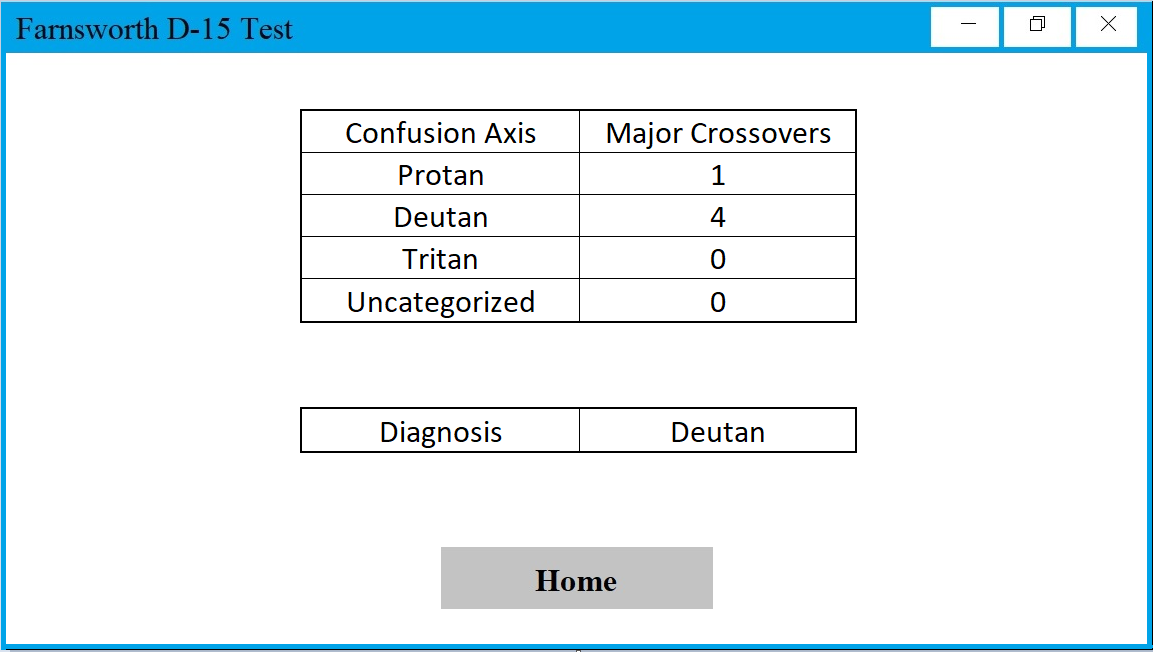 Farnsworth D-15 Test
Confusion Axis Major Crossovers
Protan 1
Deutan 4
Tritan 0
Uncategorized 0
Diagnosis Deutan
Home